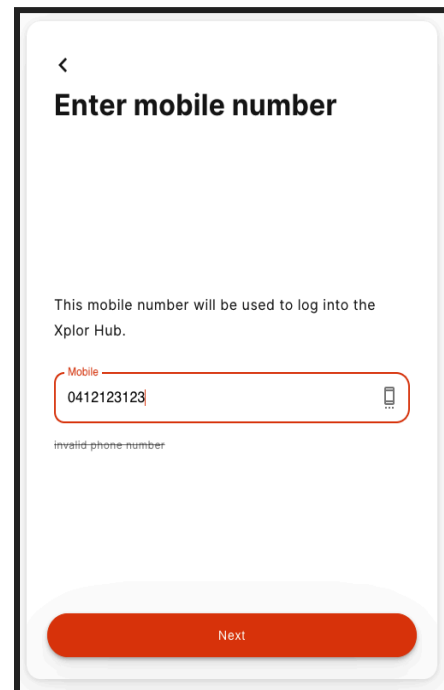 Enter mobile number
This mobile number will be used to log into the
Xplor Hub.
Mobile
0412123123
invalid phone number
Next